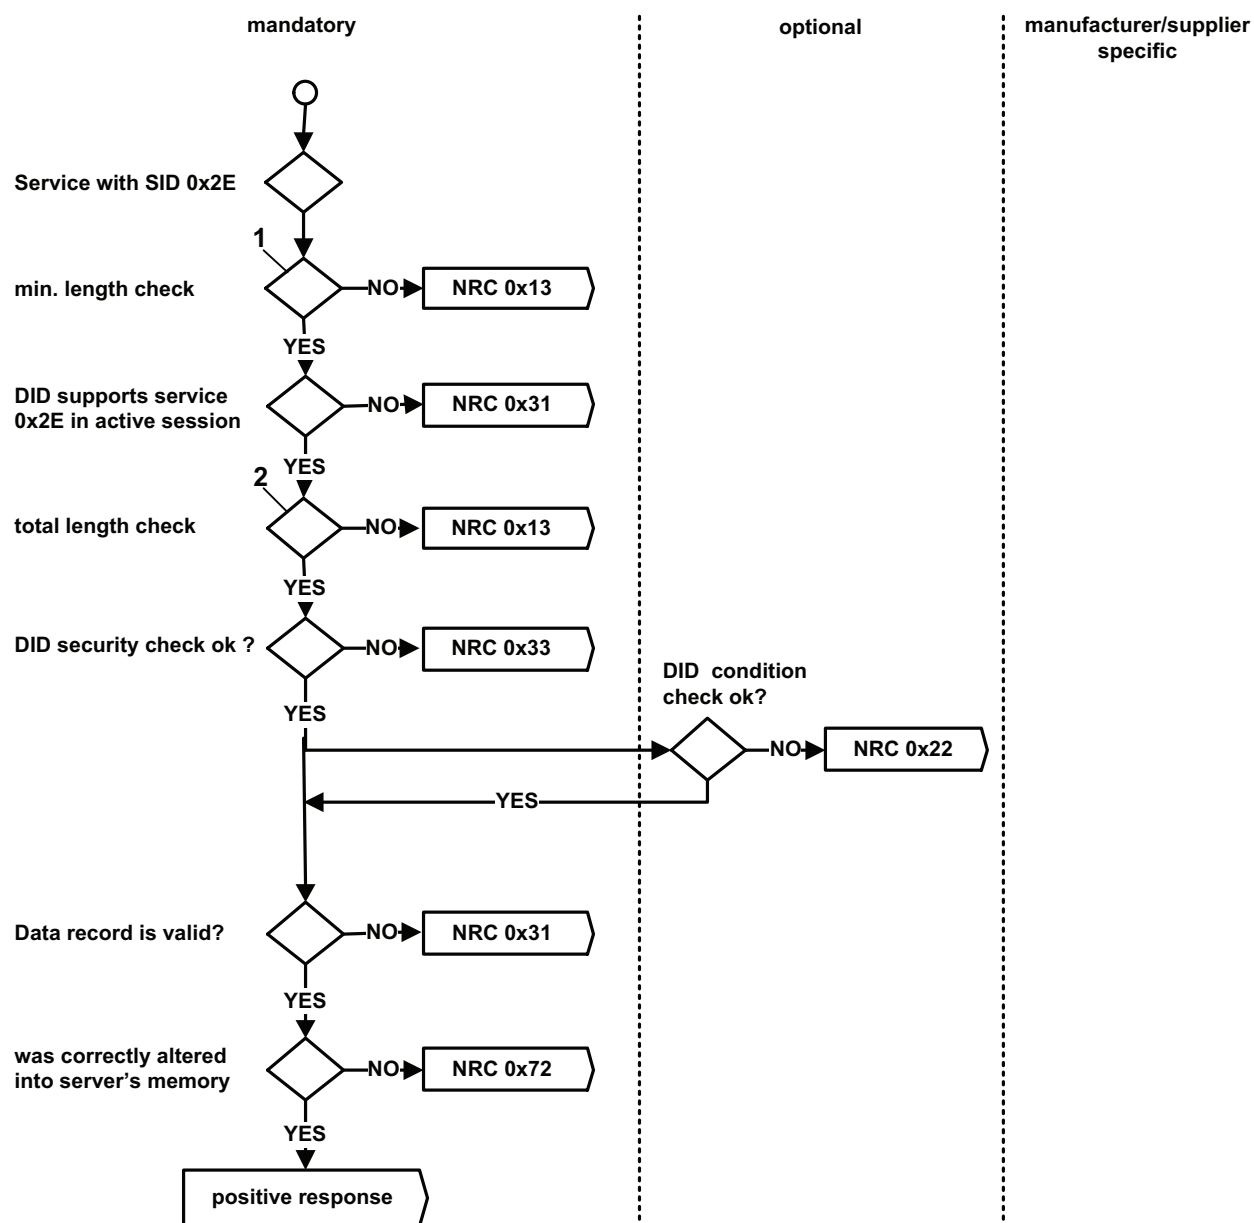 mandatory
optional
manufacturer/supplier
specific
Service with SID 0x2E
1
min. length check
NO
NRC 0x13
YES
DID supports service
0x2E in active session
NO
NRC 0x31
YES
2
total length check
NO
NRC 0x13
YES
DID security check ok ?
NO
NRC 0x33
YES
DID condition
check ok?
NO
NRC 0x22
YES
Data record is valid?
NO
NRC 0x31
YES
was correctly altered
into server's memory
NO
NRC 0x72
YES
positive response